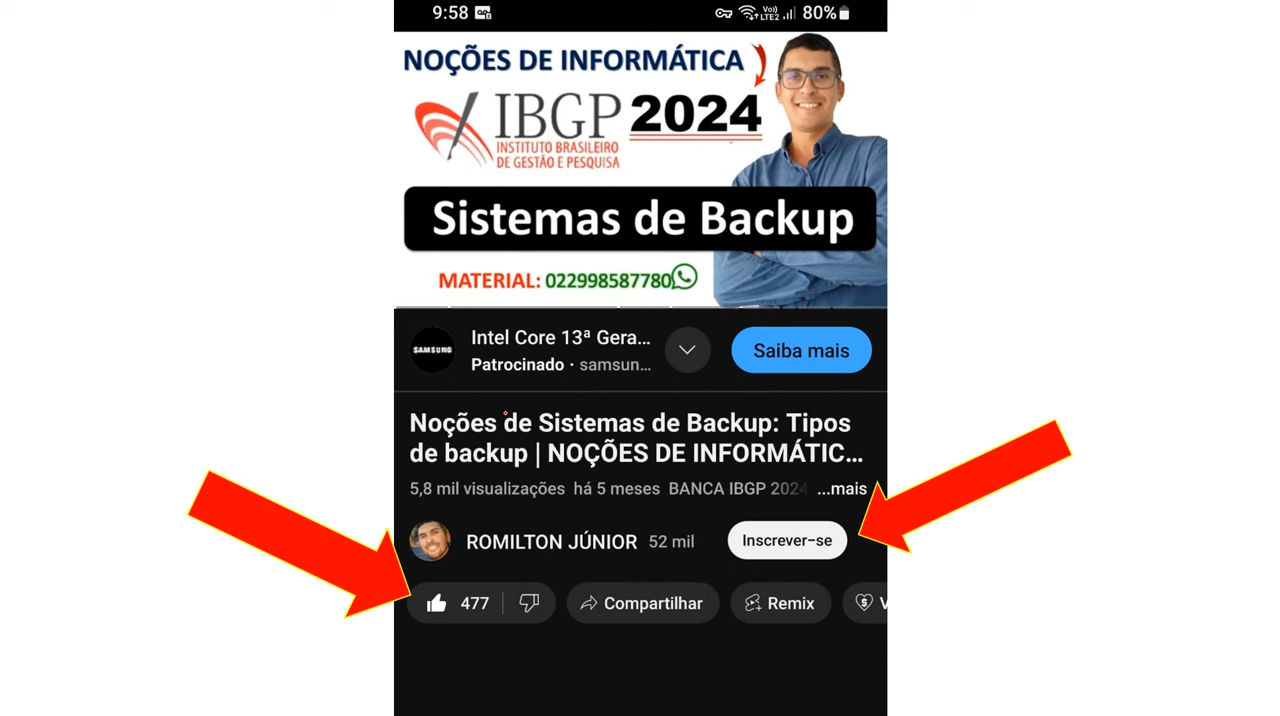 9:58
Vo)) LTE2 80%
NOÇÕES DE INFORMÁTICA
IBGP 2024
INSTITUTO BRASILEIRO
DE GESTÃO E PESQUISA
Sistemas de Backup
MATERIAL: 022998587780
SAMSUNG
Intel Core 13ª Gera...
Patrocinado · samsun...
Saiba mais
Noções de Sistemas de Backup: Tipos
de backup | NOÇÕES DE INFORMÁTIC...
5,8 mil visualizações há 5 meses BANCA IBGP 2024 ...mais
ROMILTON JÚNIOR 52 mil
Inscrever-se
477 Compartilhar Remix V